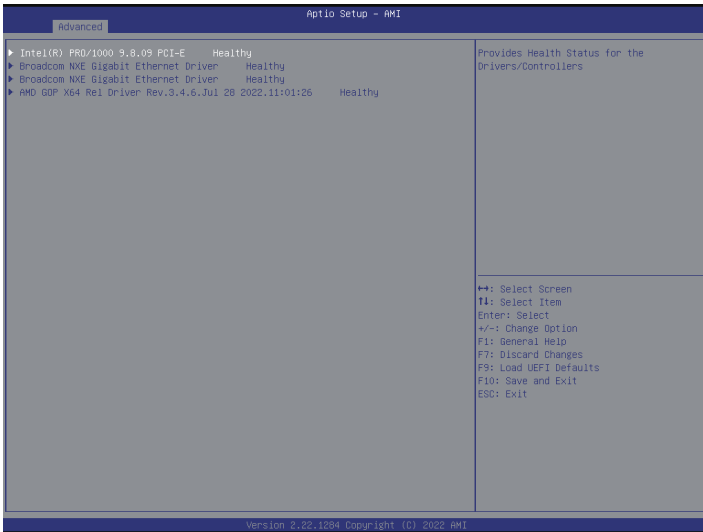 Aptio Setup - AMI
Advanced
▶ Intel(R) PRO/1000 9.8.09 PCI-E Healthy
▶ Broadcom NXE Gigabit Ethernet Driver Healthy
▶ Broadcom NXE Gigabit Ethernet Driver Healthy
▶ AMD GOP X64 Rel Driver Rev.3.4.6.Jul 28 2022.11:01:26 Healthy
Provides Health Status for the
Drivers/Controllers
→←: Select Screen
↑↓: Select Item
Enter: Select
+/-: Change Option
F1: General Help
F7: Discard Changes
F9: Load UEFI Defaults
F10: Save and Exit
ESC: Exit
Version 2.22.1284 Copyright (C) 2022 AMI